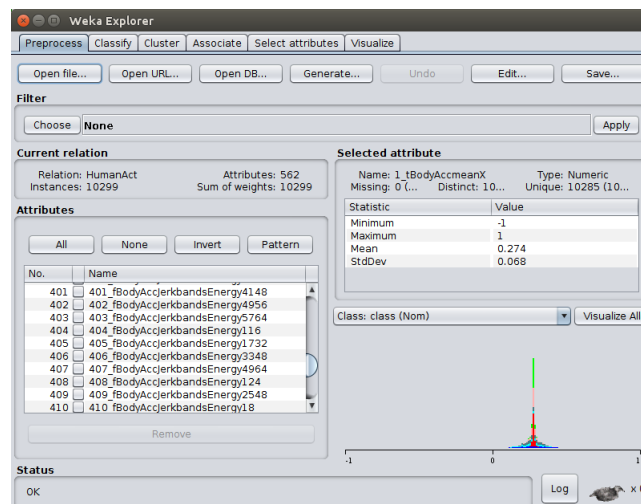 Weka Explorer
Preprocess Classify Cluster Associate Select attributes Visualize
Open file... Open URL... Open DB... Generate... Undo Edit... Save...
Filter
Choose None Apply
Current relation
Relation: HumanAct Attributes: 562
Instances: 10299 Sum of weights: 10299
Selected attribute
Name: 1_tBodyAccmeanX Type: Numeric
Missing: 0 (... Distinct: 10... Unique: 10285 (10...
Statistic Value
Minimum -1
Maximum 1
Mean 0.274
StdDev 0.068
Attributes
All None Invert Pattern
No. Name
401 401_fBodyAccJerkbandsEnergy4148
402 402_fBodyAccJerkbandsEnergy4956
403 403_fBodyAccJerkbandsEnergy5764
404 404_fBodyAccJerkbandsEnergy116
405 405_fBodyAccJerkbandsEnergy1732
406 406_fBodyAccJerkbandsEnergy3348
407 407_fBodyAccJerkbandsEnergy4964
408 408_fBodyAccJerkbandsEnergy124
409 409_fBodyAccJerkbandsEnergy2548
410 410_fBodyAccJerkbandsEnergy18
Remove
Class: class (Nom) Visualize All
-1 0 1
Status
OK
Log x